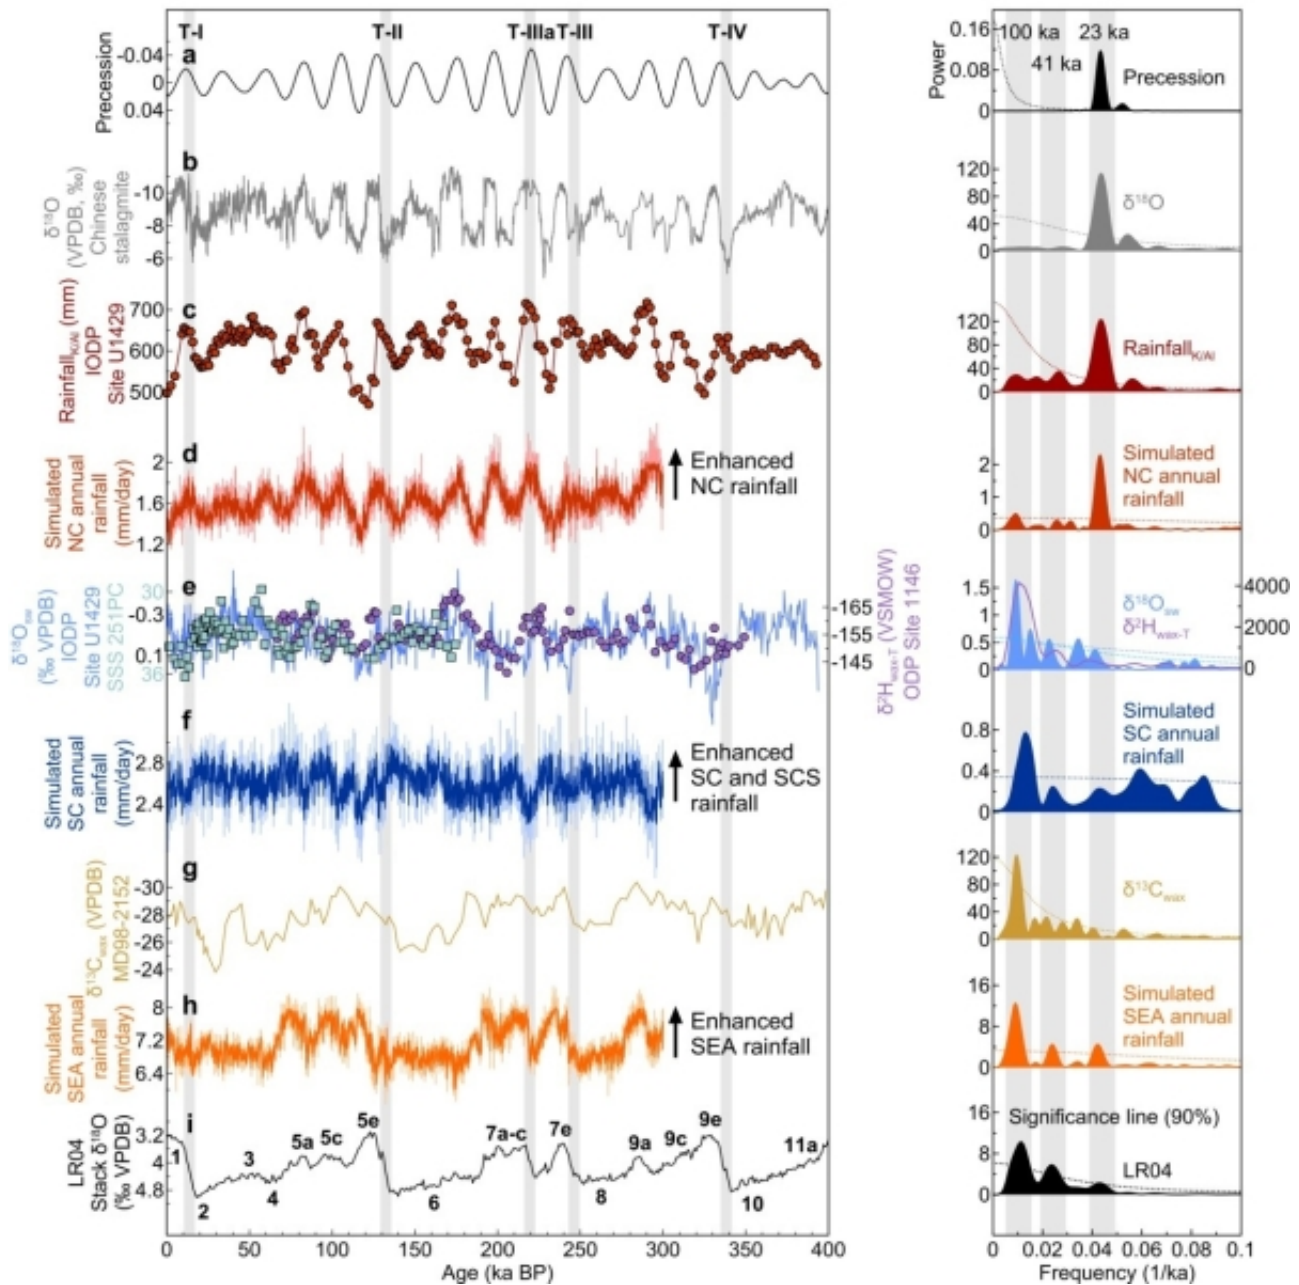 T-I
T-II
T-IIIa
T-III
T-IV
a
Precession
-0.04
0
0.04
b
δ¹⁸O
(VPDB, ‰)
Chinese
stalagmite
-10
-8
-6
c
Rainfall K/Al (mm)
IODP
Site U1429
700
600
500
d
Simulated
NC annual
rainfall
(mm/day)
2
1.6
1.2
Enhanced
NC rainfall
e
δ¹⁸Osw
(‰ VPDB)
IODP
Site U1429
SSS 251PC
30
-0.3
0.1
36
-165
-155
-145
δ²Hwax-T (VSMOW)
ODP Site 1146
f
Simulated
SC annual
rainfall
(mm/day)
2.8
2.4
Enhanced
SC and SCS
rainfall
g
δ¹³Cwax (VPDB)
MD98-2152
-30
-28
-26
-24
h
Simulated
SEA annual
rainfall
(mm/day)
8
7.2
6.4
Enhanced
SEA rainfall
i
LR04
Stack δ¹⁸O
(‰ VPDB)
3.2
4
4.8
1
2
3
4
5a
5c
5e
6
7a-c
7e
8
9a
9c
9e
10
11a
0 50 100 150 200 250 300 350 400
Age (ka BP)
Power
0.16
0.08
0
100 ka
41 ka
23 ka
Precession
120
80
40
0
δ¹⁸O
120
80
40
0
Rainfall K/Al
2
1
0
Simulated
NC annual
rainfall
1.5
1
0.5
0
4000
2000
0
δ¹⁸Osw
δ²Hwax-T
0.8
0.4
0
Simulated
SC annual
rainfall
120
80
40
0
δ¹³Cwax
16
8
0
Simulated
SEA annual
rainfall
16
8
0
Significance line (90%)
LR04
0 0.02 0.04 0.06 0.08 0.1
Frequency (1/ka)